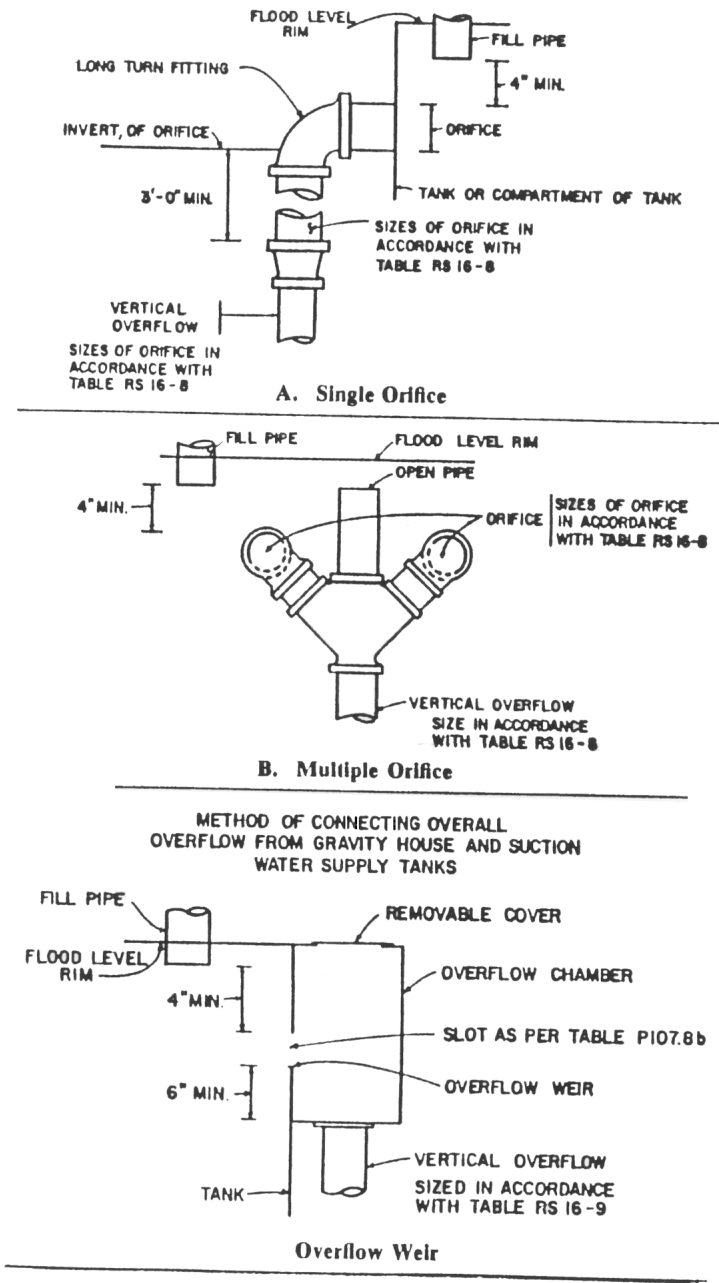 FLOOD LEVEL
RIM
FILL PIPE
LONG TURN FITTING
4" MIN.
INVERT, OF ORIFICE
ORIFICE
3'-0" MIN.
TANK OR COMPARTMENT OF TANK
SIZES OF ORIFICE IN
ACCORDANCE WITH
TABLE RS 16-8
VERTICAL
OVERFLOW
SIZES OF ORIFICE IN
ACCORDANCE WITH
TABLE RS 16-8
A. Single Orifice
FILL PIPE
FLOOD LEVEL RIM
OPEN PIPE
4" MIN.
ORIFICE
SIZES OF ORIFICE
IN ACCORDANCE
WITH TABLE RS 16-8
VERTICAL OVERFLOW
SIZE IN ACCORDANCE
WITH TABLE RS 16-8
B. Multiple Orifice
METHOD OF CONNECTING OVERALL
OVERFLOW FROM GRAVITY HOUSE AND SUCTION
WATER SUPPLY TANKS
FILL PIPE
REMOVABLE COVER
FLOOD LEVEL
RIM
OVERFLOW CHAMBER
4" MIN.
SLOT AS PER TABLE P107.8b
6" MIN.
OVERFLOW WEIR
VERTICAL OVERFLOW
SIZED IN ACCORDANCE
WITH TABLE RS 16-9
TANK
Overflow Weir